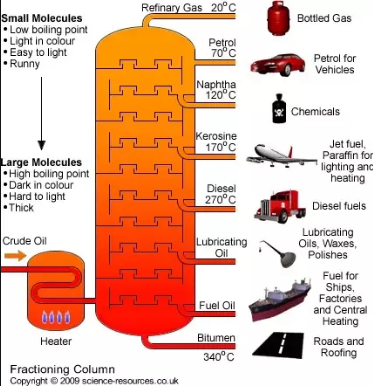 Refinary Gas 20°C
Small Molecules
• Low boiling point
• Light in colour
• Easy to light
• Runny
Bottled Gas
Petrol
70°C
Petrol for
Vehicles
Naphtha
120°C
Chemicals
Kerosine
170°C
Jet fuel,
Paraffin for
lighting and
heating
Large Molecules
• High boiling point
• Dark in colour
• Hard to light
• Thick
Diesel
270°C
Diesel fuels
Crude Oil
Lubricating
Oil
Lubricating
Oils, Waxes,
Polishes
Fuel Oil
Fuel for
Ships,
Factories
and Central
Heating
Heater
Bitumen
340°C
Roads and
Roofing
Fractioning Column
Copyright © 2009 science-resources.co.uk